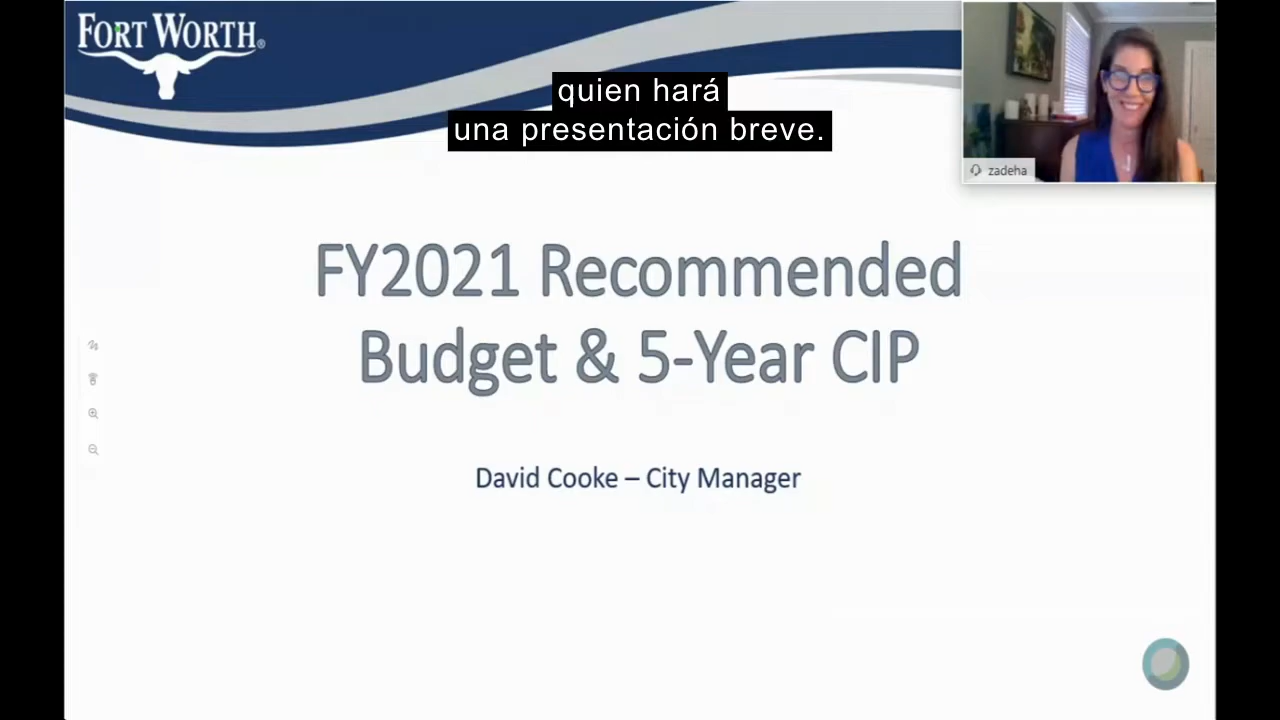 FORT WORTH®
quien hará
una presentación breve.
zadeha
FY2021 Recommended
Budget & 5-Year CIP
David Cooke – City Manager